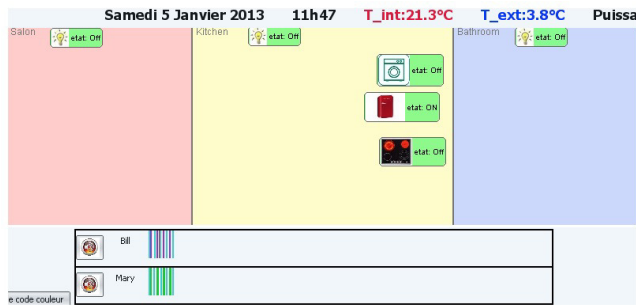 Samedi 5 Janvier 2013 11h47 T_int:21.3°C T_ext:3.8°C Puissa
Salon
etat: Off
Kitchen
etat: Off
Bathroom
etat: Off
etat: Off
etat: ON
etat: Off
Bill
Mary
e code couleur